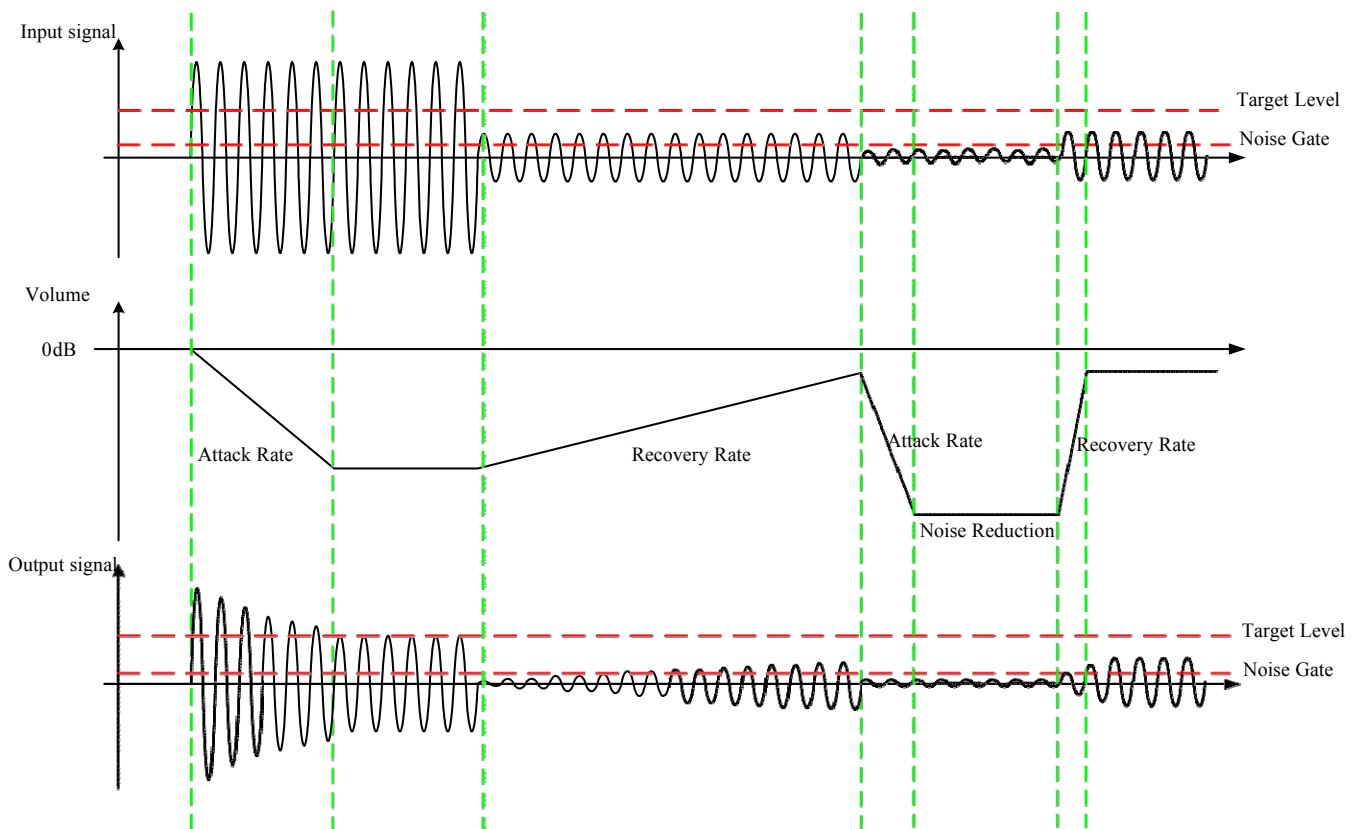 Input signal
Target Level
Noise Gate
Volume
0dB
Attack Rate
Recovery Rate
Attack Rate
Recovery Rate
Noise Reduction
Output signal
Target Level
Noise Gate